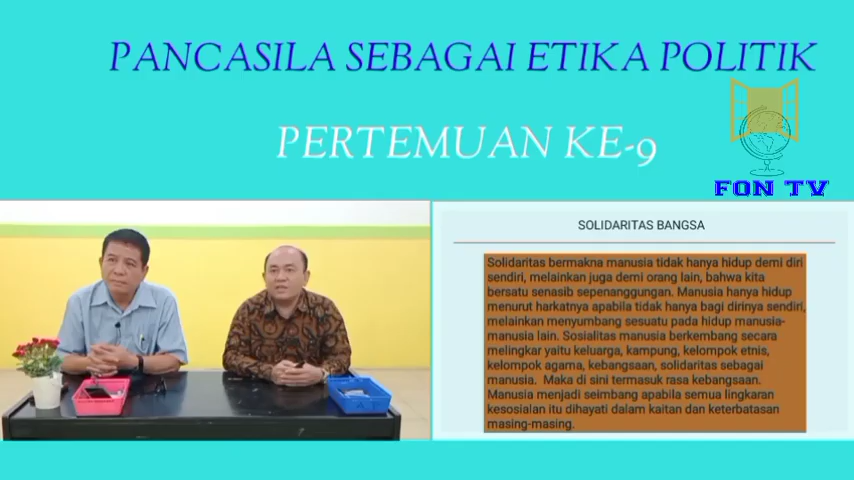 PANCASILA SEBAGAI ETIKA POLITIK
PERTEMUAN KE-9
FON TV
SOLIDARITAS BANGSA
Solidaritas bermakna manusia tidak hanya hidup demi diri
sendiri, melainkan juga demi orang lain, bahwa kita
bersatu senasib sepenanggungan. Manusia hanya hidup
menurut harkatnya apabila tidak hanya bagi dirinya sendiri,
melainkan menyumbang sesuatu pada hidup manusia-
manusia lain. Sosialitas manusia berkembang secara
melingkar yaitu keluarga, kampung, kelompok etnis,
kelompok agama, kebangsaan, solidaritas sebagai
manusia. Maka di sini termasuk rasa kebangsaan.
Manusia menjadi seimbang apabila semua lingkaran
kesosialan itu dihayati dalam kaitan dan keterbatasan
masing-masing.